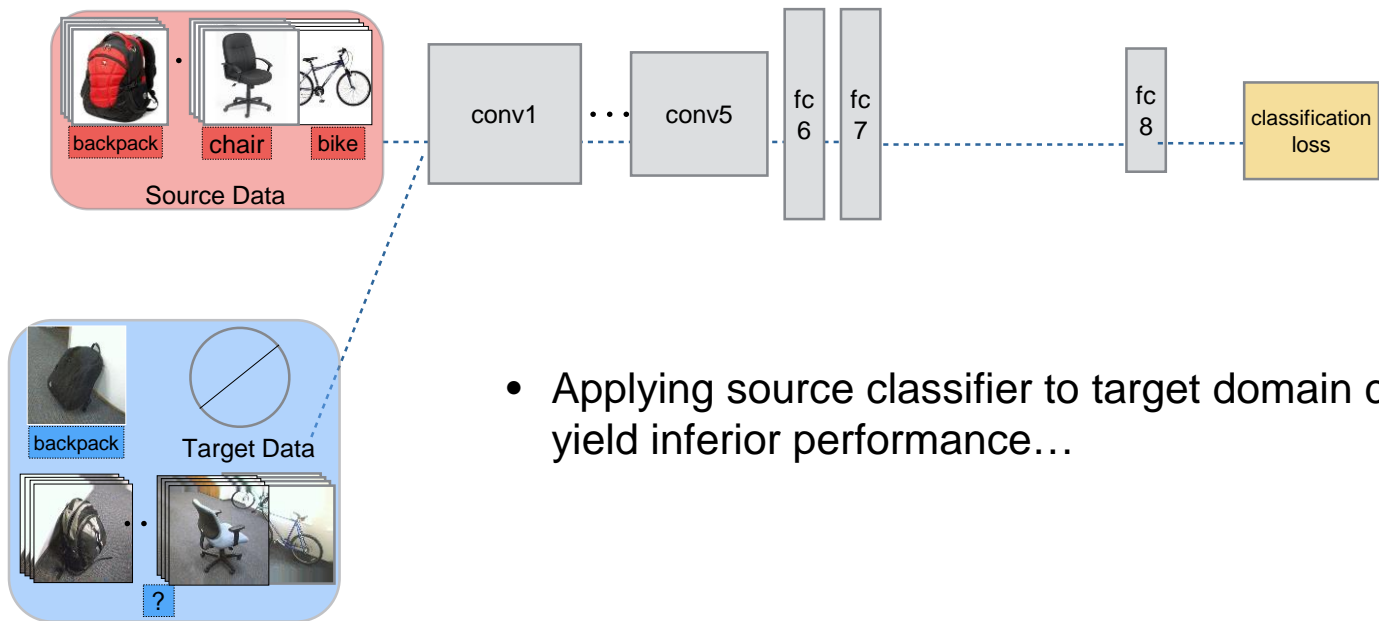 backpack
chair
bike
Source Data
conv1
...
conv5
fc
6
fc
7
fc
8
classification
loss
backpack
Target Data
?
• Applying source classifier to target domain
yield inferior performance…